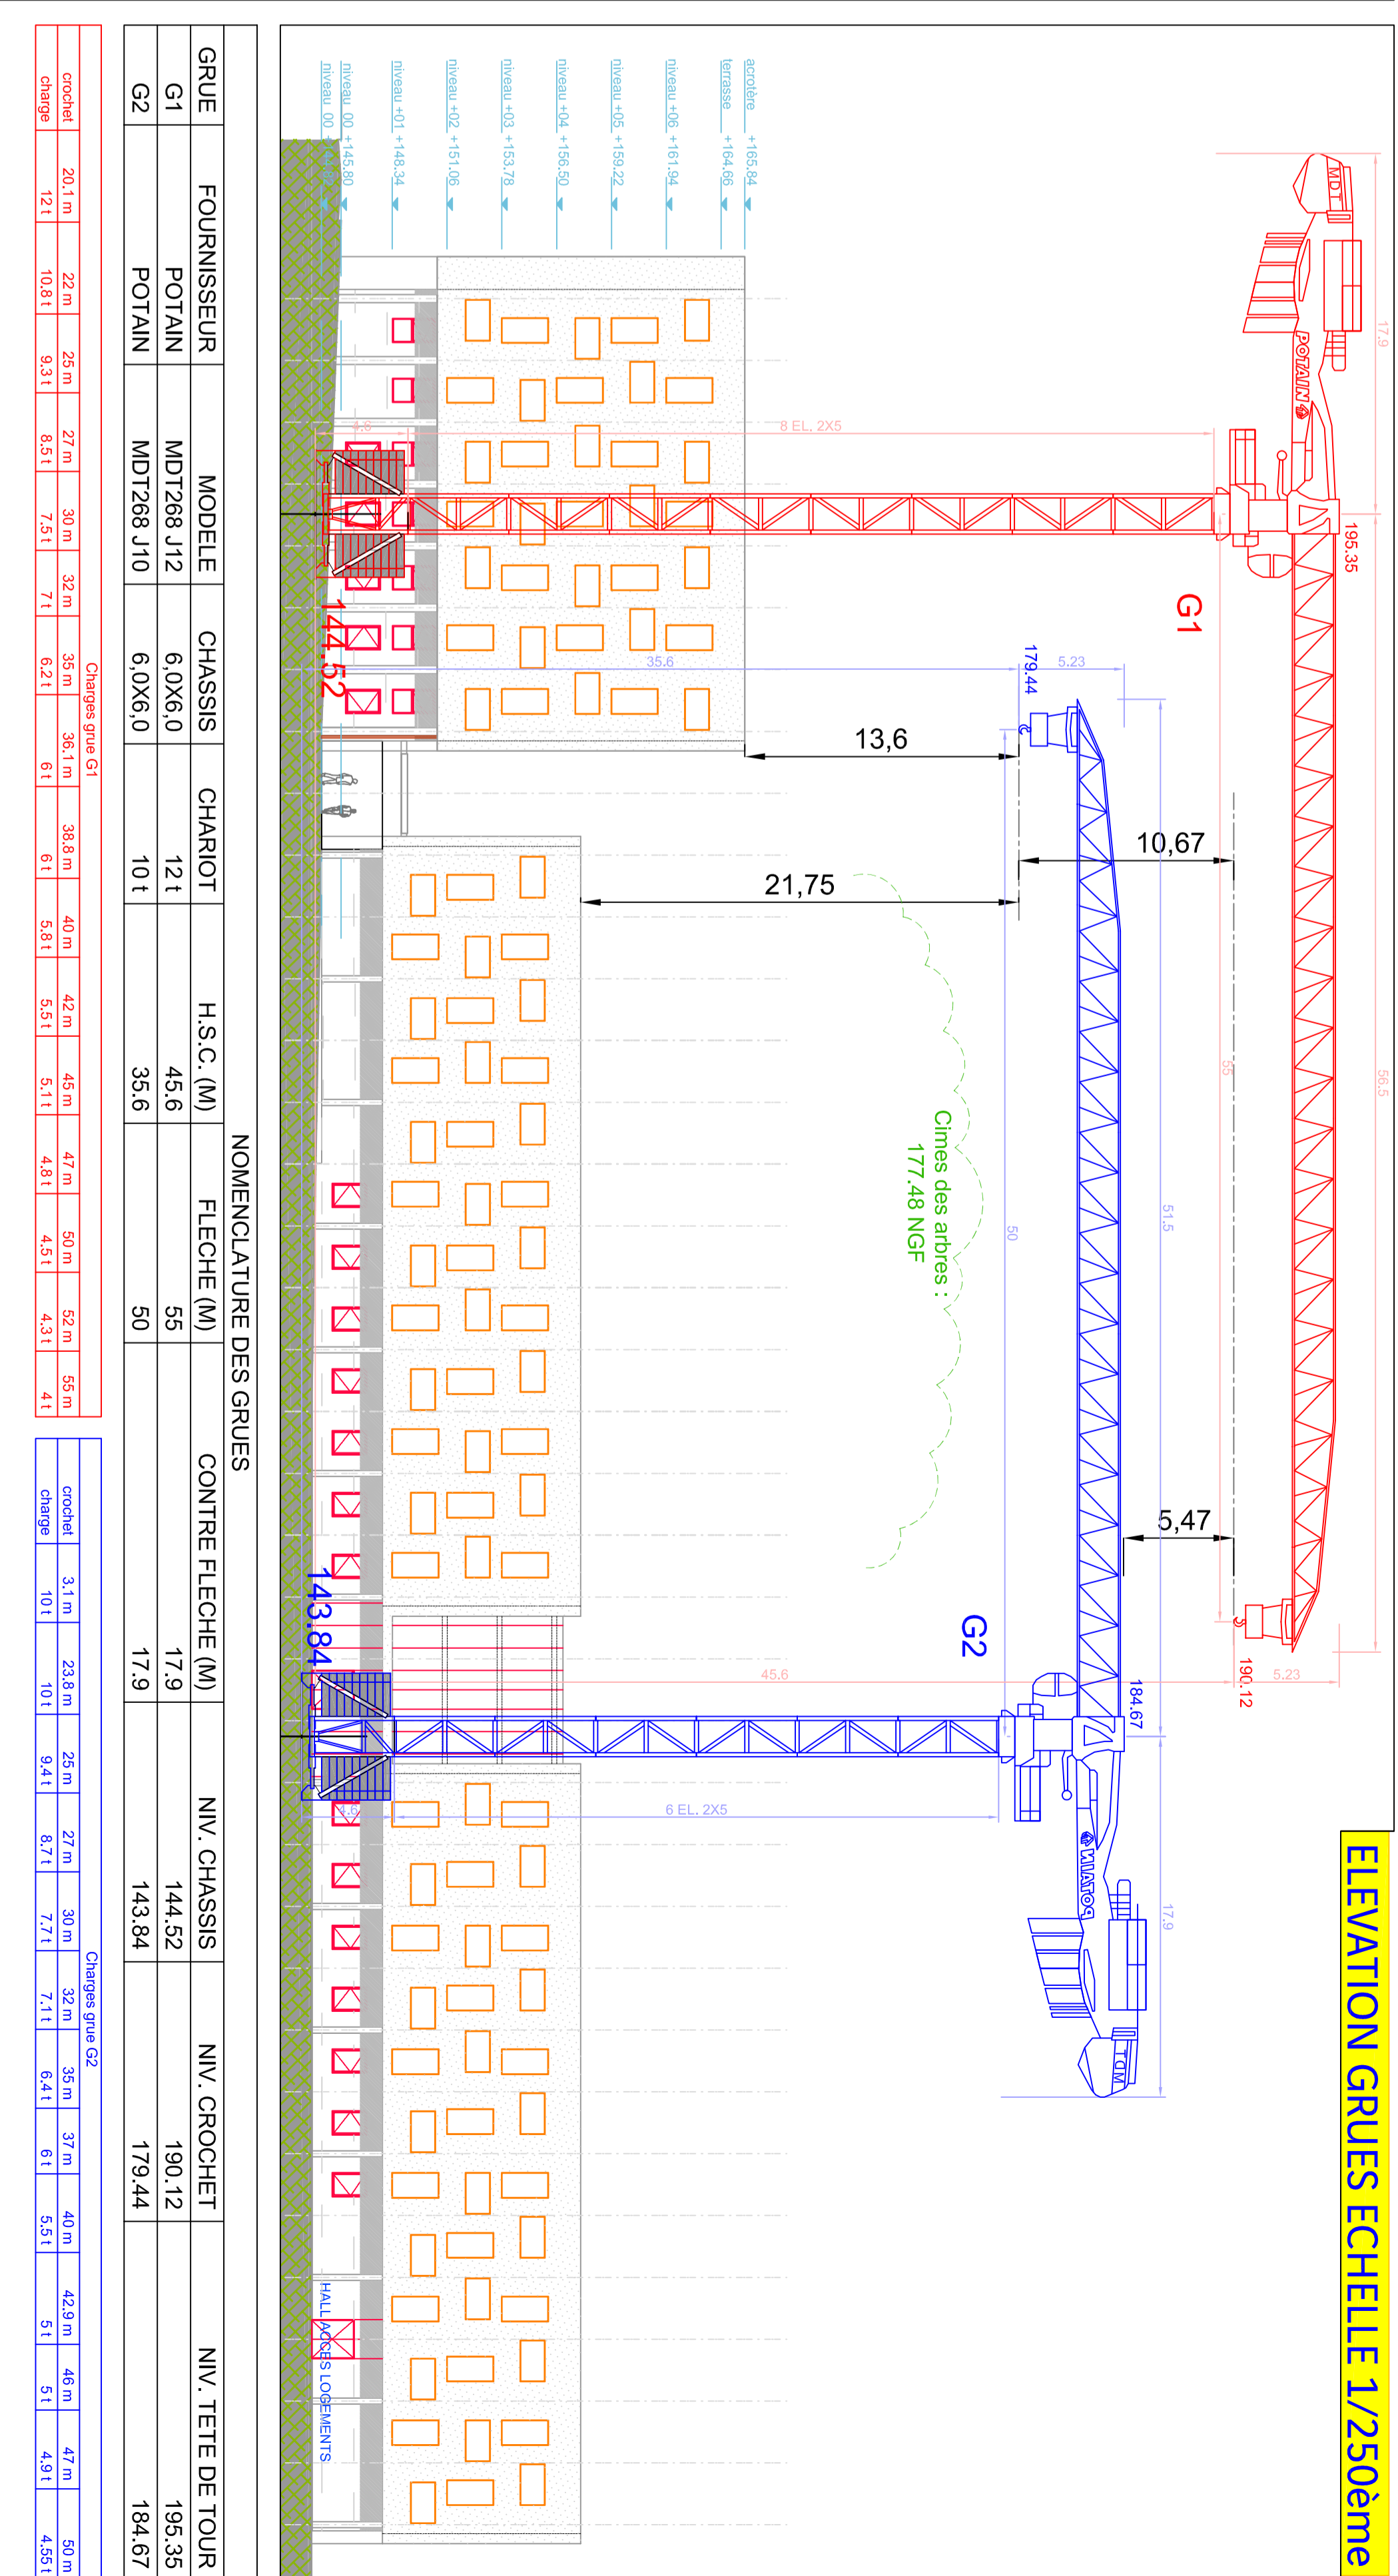 ELEVATION GRUES ECHELLE 1/250ème
17.9
56.5
MDT
POTAIN
195.35
G1
55
190.12
5.23
8 EL. 2X5
4.6
45.6
10,67
5,47
179.44
5.23
51.5
17.9
50
184.67
G2
POTAIN
MDT
35.6
13,6
21,75
6 EL. 2X5
4.6
Cimes des arbres :
177.48 NGF
acrotère +165.84
terrasse +164.66
niveau +06 +161.94
niveau +05 +159.22
niveau +04 +156.50
niveau +03 +153.78
niveau +02 +151.06
niveau +01 +148.34
niveau 00 +145.80
niveau 00
144.52
143.84
HALL ACCES LOGEMENTS
NOMENCLATURE DES GRUES
GRUE FOURNISSEUR MODELE CHASSIS CHARIOT H.S.C. (M) FLECHE (M) CONTRE FLECHE (M) NIV. CHASSIS NIV. CROCHET NIV. TETE DE TOUR
G1 POTAIN MDT268 J12 6,0X6,0 12 t 45.6 55 17.9 144.52 190.12 195.35
G2 POTAIN MDT268 J10 6,0X6,0 10 t 35.6 50 17.9 143.84 179.44 184.67
Charges grue G1
crochet 20.1 m 22 m 25 m 27 m 30 m 32 m 35 m 36.1 m 38.8 m 40 m 42 m 45 m 47 m 50 m 52 m 55 m
charge 12 t 10.8 t 9.3 t 8.5 t 7.5 t 7 t 6.2 t 6 t 6 t 5.8 t 5.5 t 5.1 t 4.8 t 4.5 t 4.3 t 4 t
Charges grue G2
crochet 3.1 m 23.8 m 25 m 27 m 30 m 32 m 35 m 37 m 40 m 42.9 m 46 m 47 m 50 m
charge 10 t 10 t 9.4 t 8.7 t 7.7 t 7.1 t 6.4 t 6 t 5.5 t 5 t 5 t 4.9 t 4.55 t